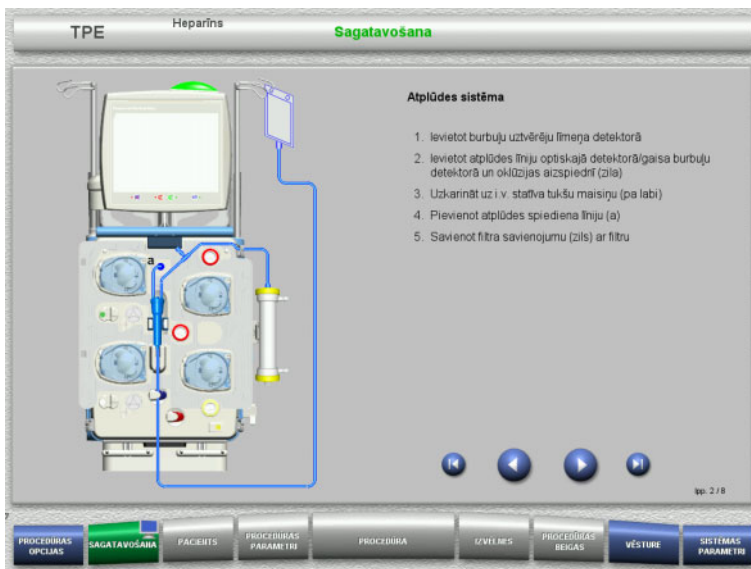 TPE
Heparīns
Sagatavošana
Atplūdes sistēma
1. Ievietot burbuļu uztvērēju līmeņa detektorā
2. Ievietot atplūdes līniju optiskajā detektorā/gaisa burbuļu
detektorā un oklūzijas aizspiednī (zila)
3. Uzkarināt uz i.v. statīva tukšu maisiņu (pa labi)
4. Pievienot atplūdes spiediena līniju (a)
5. Savienot filtra savienojumu (zils) ar filtru
a
lpp. 2 / 8
PROCEDŪRAS
OPCIJAS
SAGATAVOŠANA
PACIENTS
PROCEDŪRAS
PARAMETRI
PROCEDŪRA
IZVĒLNES
PROCEDŪRAS
BEIGAS
VĒSTURE
SISTĒMAS
PARAMETRI